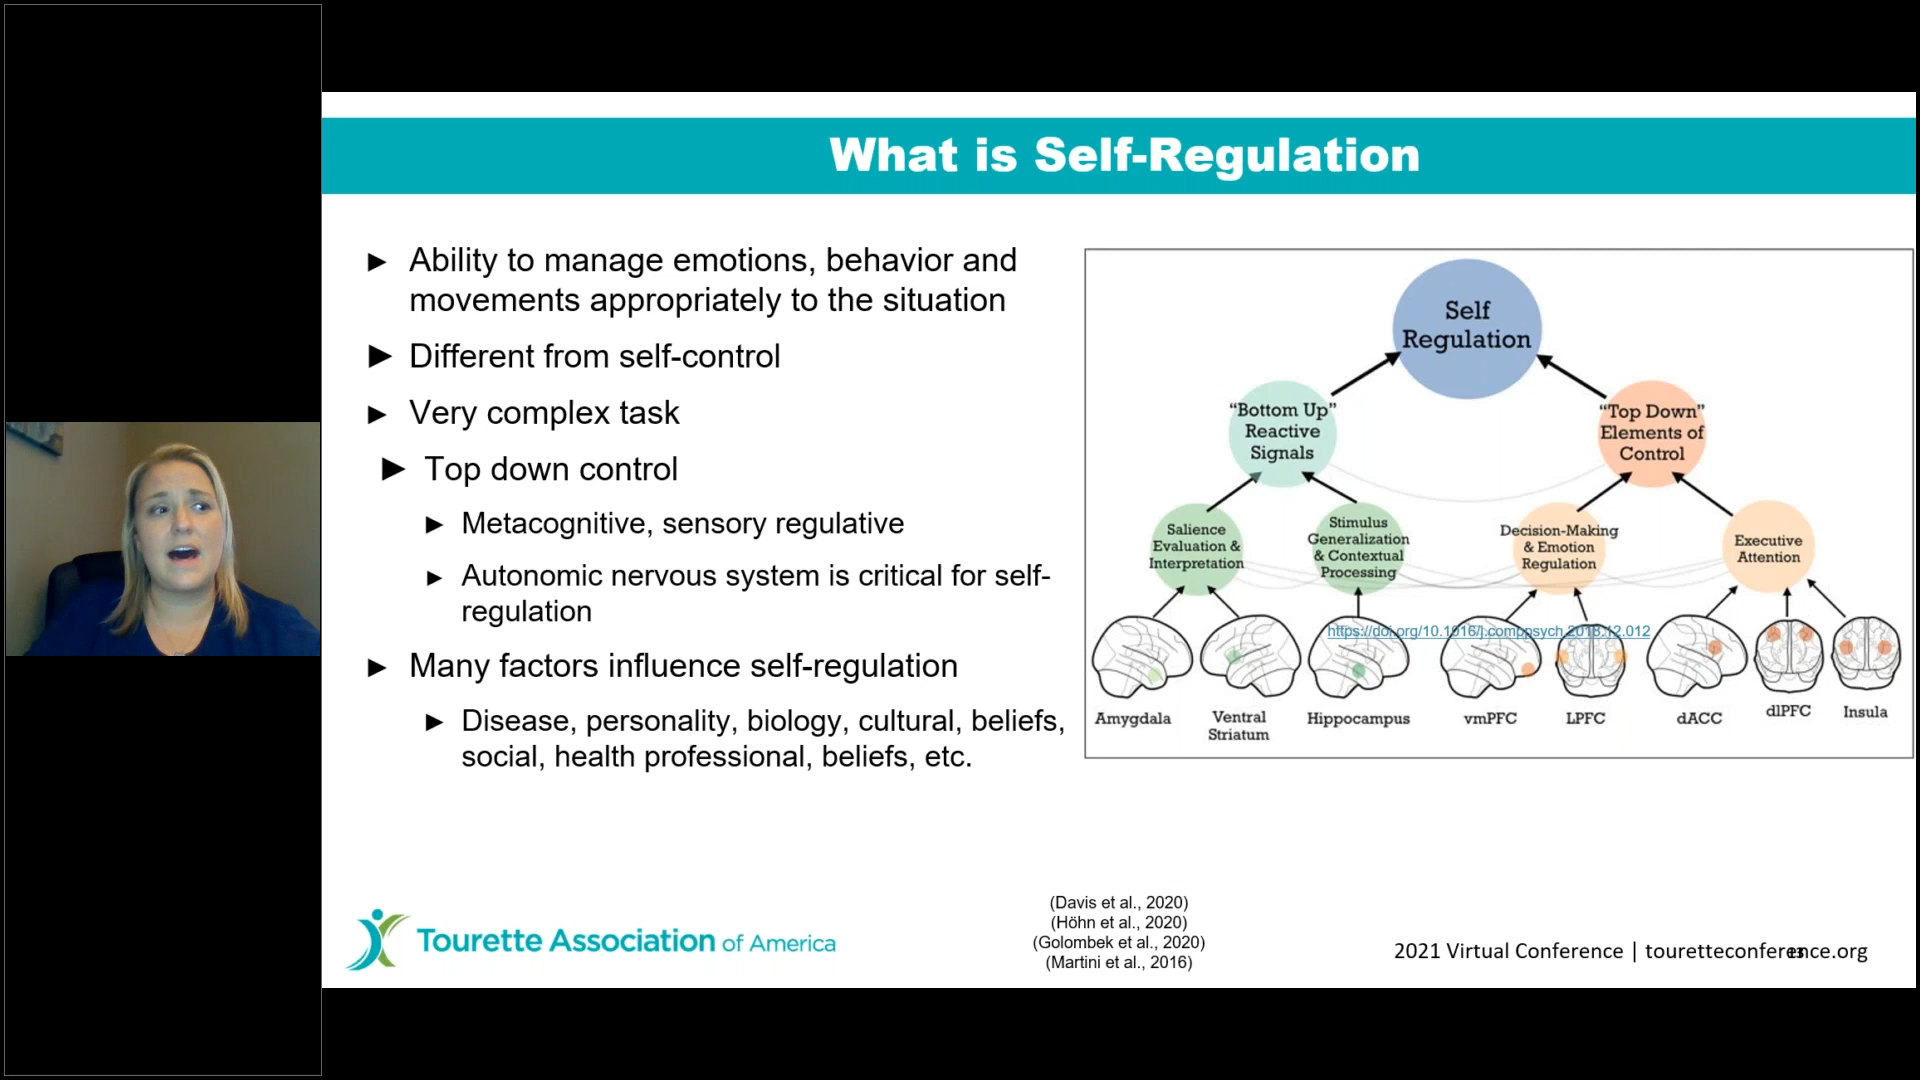 What is Self-Regulation
► Ability to manage emotions, behavior and
movements appropriately to the situation
► Different from self-control
► Very complex task
► Top down control
► Metacognitive, sensory regulative
► Autonomic nervous system is critical for self-
regulation
► Many factors influence self-regulation
► Disease, personality, biology, cultural, beliefs,
social, health professional, beliefs, etc.
Self
Regulation
“Bottom Up”
Reactive
Signals
“Top Down”
Elements of
Control
Salience
Evaluation &
Interpretation
Stimulus
Generalization
& Contextual
Processing
Decision-Making
& Emotion
Regulation
Executive
Attention
https://doi.org/10.1016/j.comppsych.2018.12.012
Amygdala
Ventral
Striatum
Hippocampus
vmPFC
LPFC
dACC
dlPFC
Insula
Tourette Association of America
(Davis et al., 2020)
(Höhn et al., 2020)
(Golombek et al., 2020)
(Martini et al., 2016)
2021 Virtual Conference | touretteconference.org